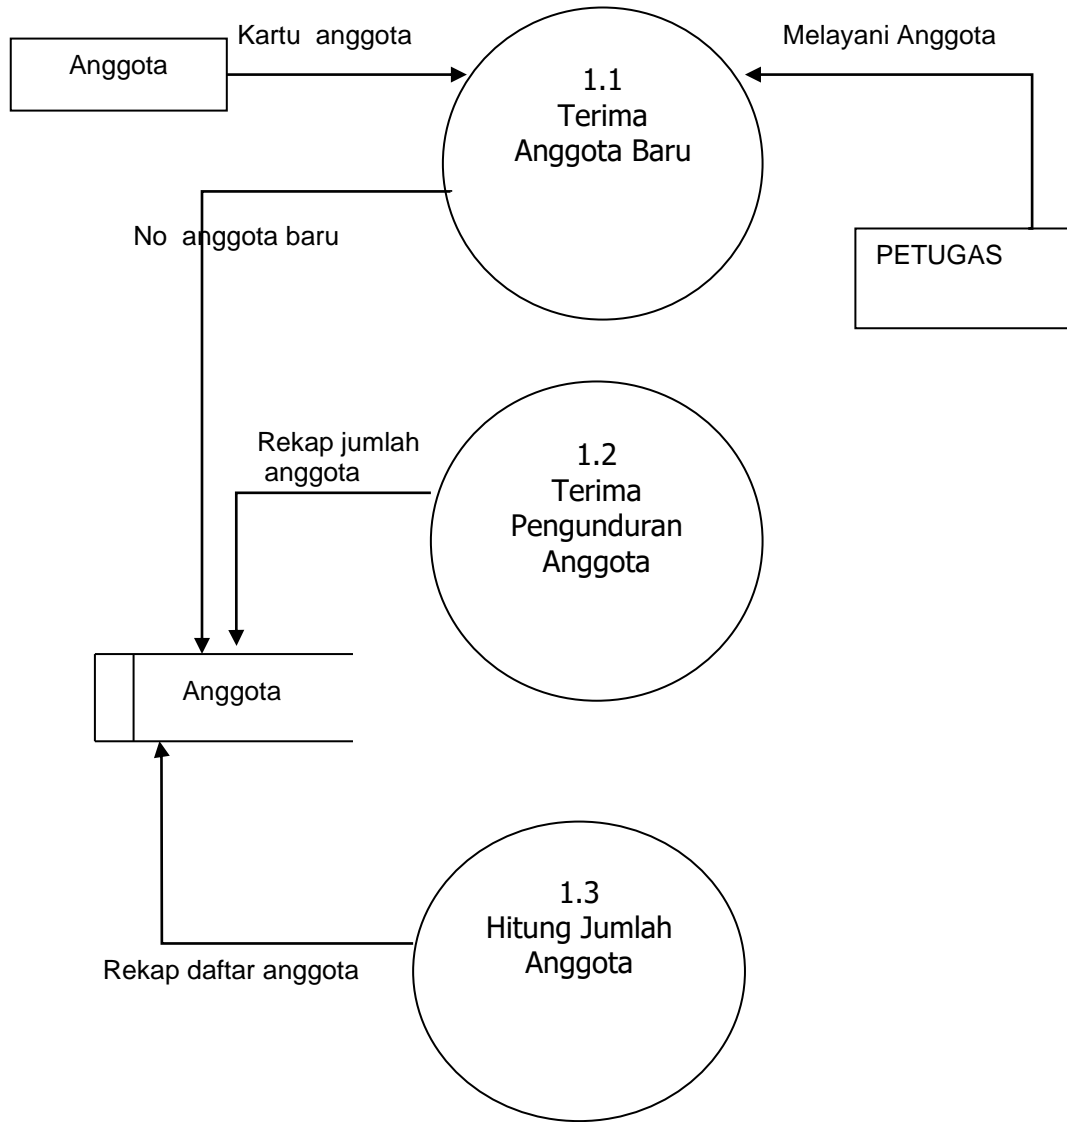 Kartu anggota
Melayani Anggota
Anggota
1.1
Terima
Anggota Baru
No anggota baru
PETUGAS
Rekap jumlah
anggota
1.2
Terima
Pengunduran
Anggota
Anggota
1.3
Hitung Jumlah
Anggota
Rekap daftar anggota